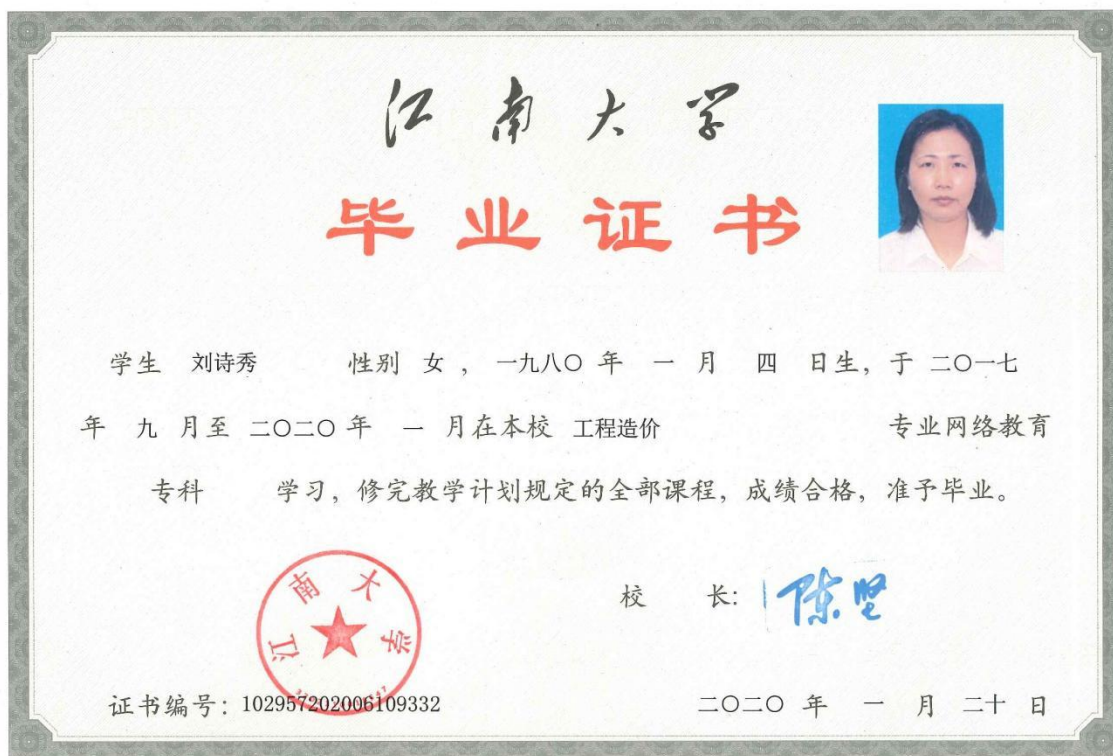 江南大学
毕业证书
学生 刘诗秀 性别 女 , 一九八〇 年 一 月 四 日生, 于 二〇一七
年 九 月至 二〇二〇 年 一 月在本校 工程造价 专业网络教育
专科 学习, 修完教学计划规定的全部课程, 成绩合格, 准予毕业。
江南大学
校 长: 陈坚
证书编号: 102957202006109332
二〇二〇 年 一 月 二十 日